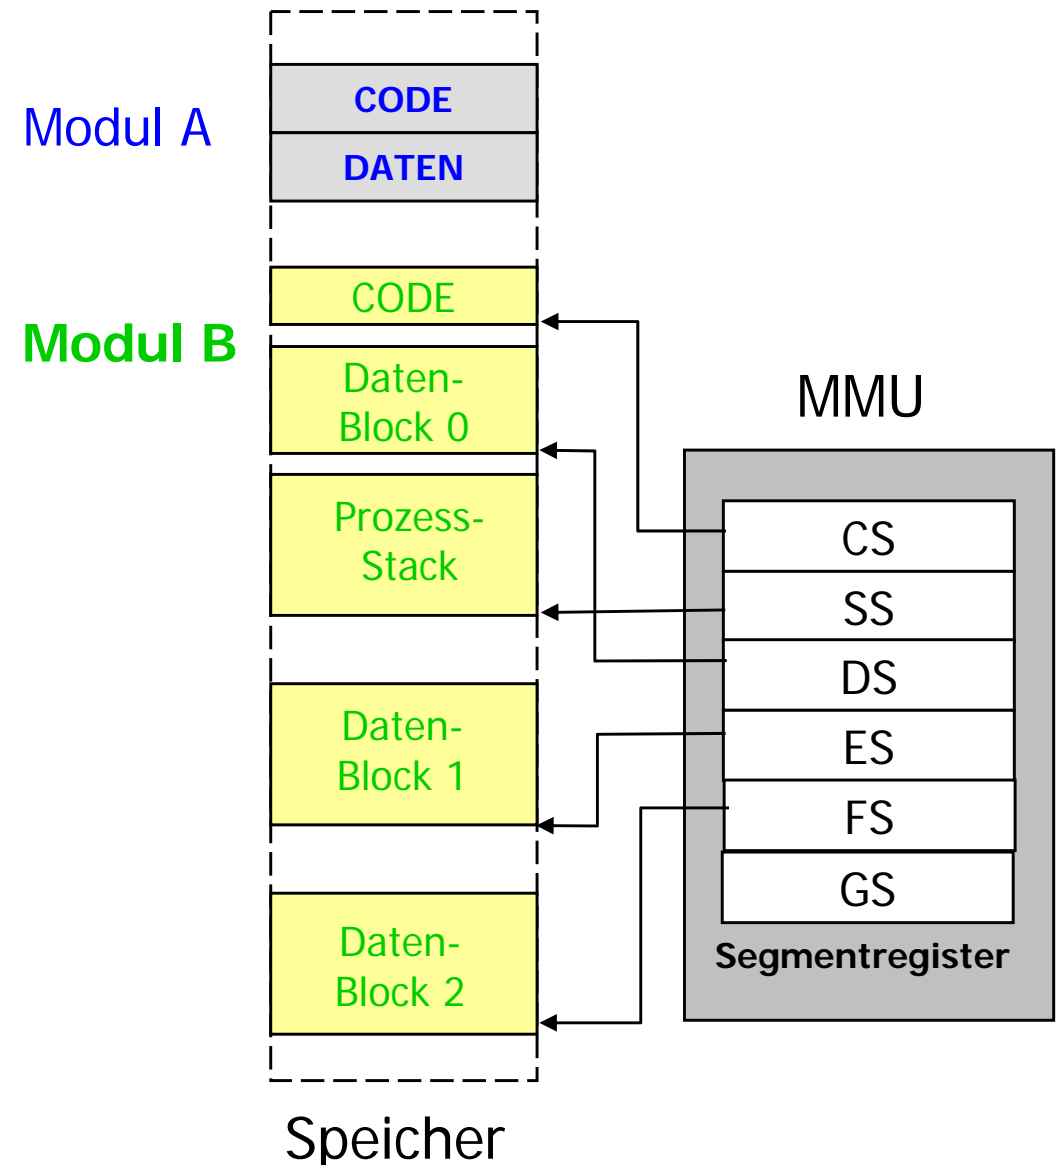 Modul A
CODE
DATEN
Modul B
CODE
Daten-
Block 0
Prozess-
Stack
Daten-
Block 1
Daten-
Block 2
Speicher
MMU
CS
SS
DS
ES
FS
GS
Segmentregister